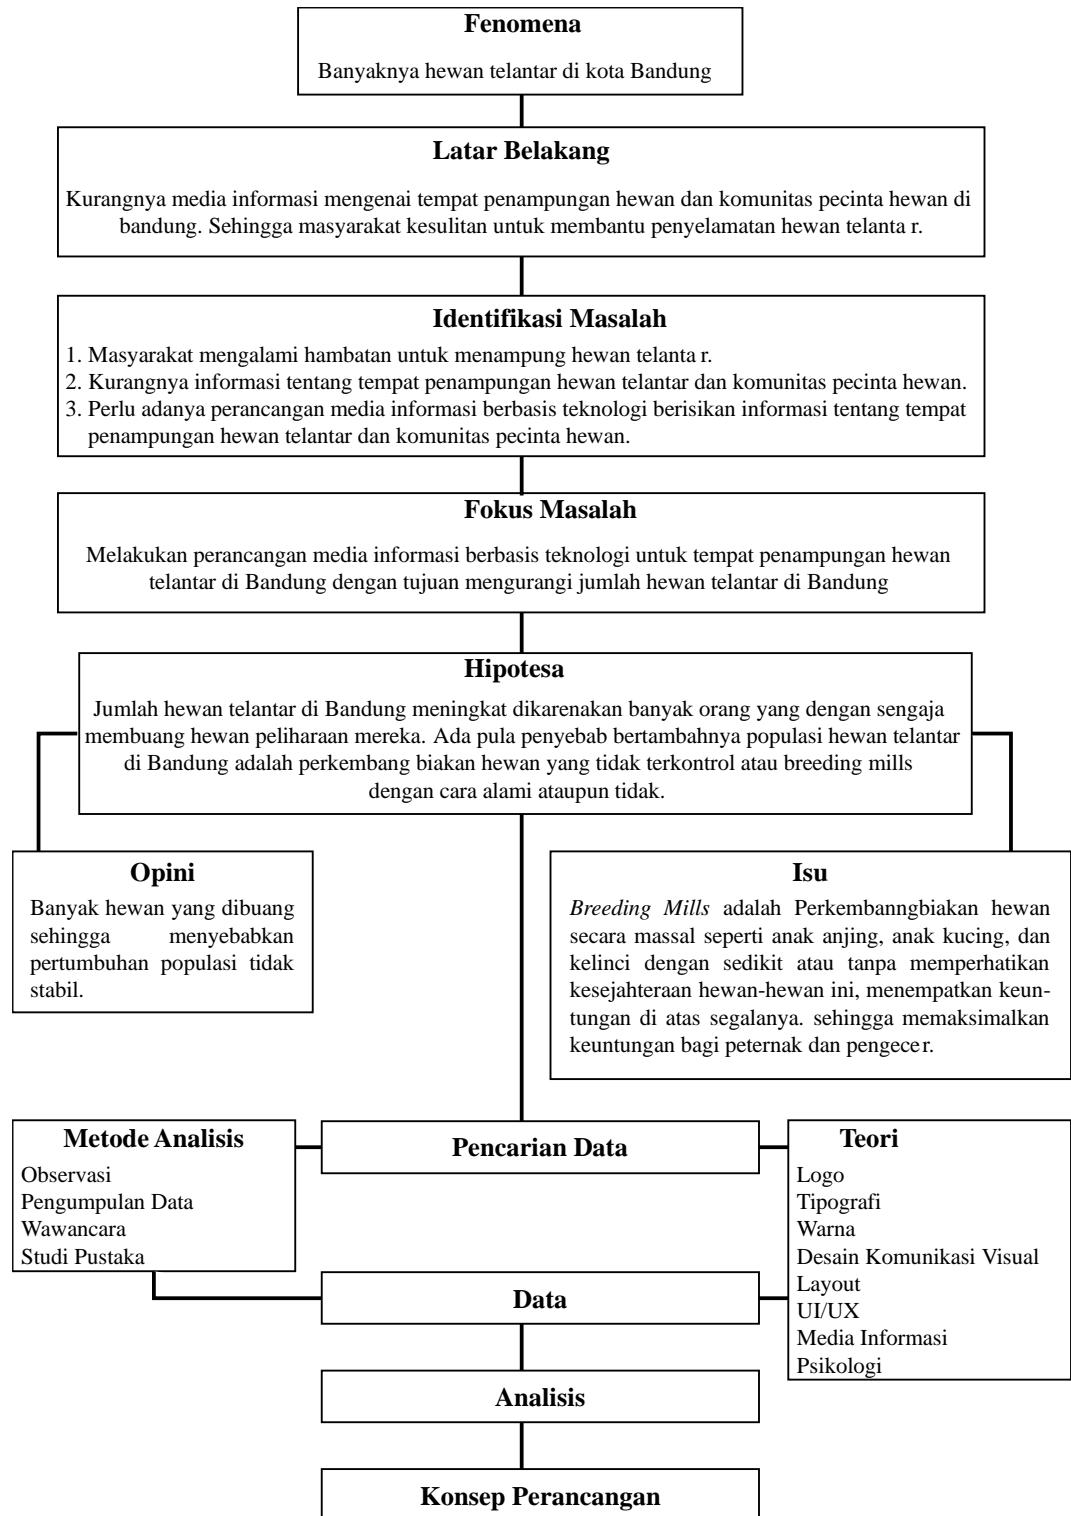 Fenomena
Banyaknya hewan telantar di kota Bandung
Latar Belakang
Kurangnya media informasi mengenai tempat penampungan hewan dan komunitas pecinta hewan di
bandung. Sehingga masyarakat kesulitan untuk membantu penyelamatan hewan telanta r.
Identifikasi Masalah
1. Masyarakat mengalami hambatan untuk menampung hewan telanta r.
2. Kurangnya informasi tentang tempat penampungan hewan telantar dan komunitas pecinta hewan.
3. Perlu adanya perancangan media informasi berbasis teknologi berisikan informasi tentang tempat
penampungan hewan telantar dan komunitas pecinta hewan.
Fokus Masalah
Melakukan perancangan media informasi berbasis teknologi untuk tempat penampungan hewan
telantar di Bandung dengan tujuan mengurangi jumlah hewan telantar di Bandung
Hipotesa
Jumlah hewan telantar di Bandung meningkat dikarenakan banyak orang yang dengan sengaja
membuang hewan peliharaan mereka. Ada pula penyebab bertambahnya populasi hewan telantar
di Bandung adalah perkembang biakan hewan yang tidak terkontrol atau breeding mills
dengan cara alami ataupun tidak.
Opini
Banyak hewan yang dibuang
sehingga menyebabkan
pertumbuhan populasi tidak
stabil.
Isu
Breeding Mills adalah Perkembanngbiakan hewan
secara massal seperti anak anjing, anak kucing, dan
kelinci dengan sedikit atau tanpa memperhatikan
kesejahteraan hewan-hewan ini, menempatkan keun-
tungan di atas segalanya. sehingga memaksimalkan
keuntungan bagi peternak dan pengece r.
Metode Analisis
Observasi
Pengumpulan Data
Wawancara
Studi Pustaka
Pencarian Data
Teori
Logo
Tipografi
Warna
Desain Komunikasi Visual
Layout
UI/UX
Media Informasi
Psikologi
Data
Analisis
Konsep Perancangan